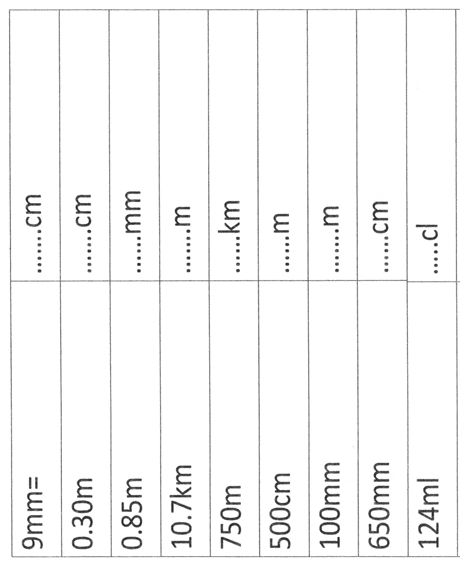 9mm= .......cm
0.30m .......cm
0.85m ......mm
10.7km .......m
750m ......km
500cm ......m
100mm .......m
650mm ......cm
124ml .....cl